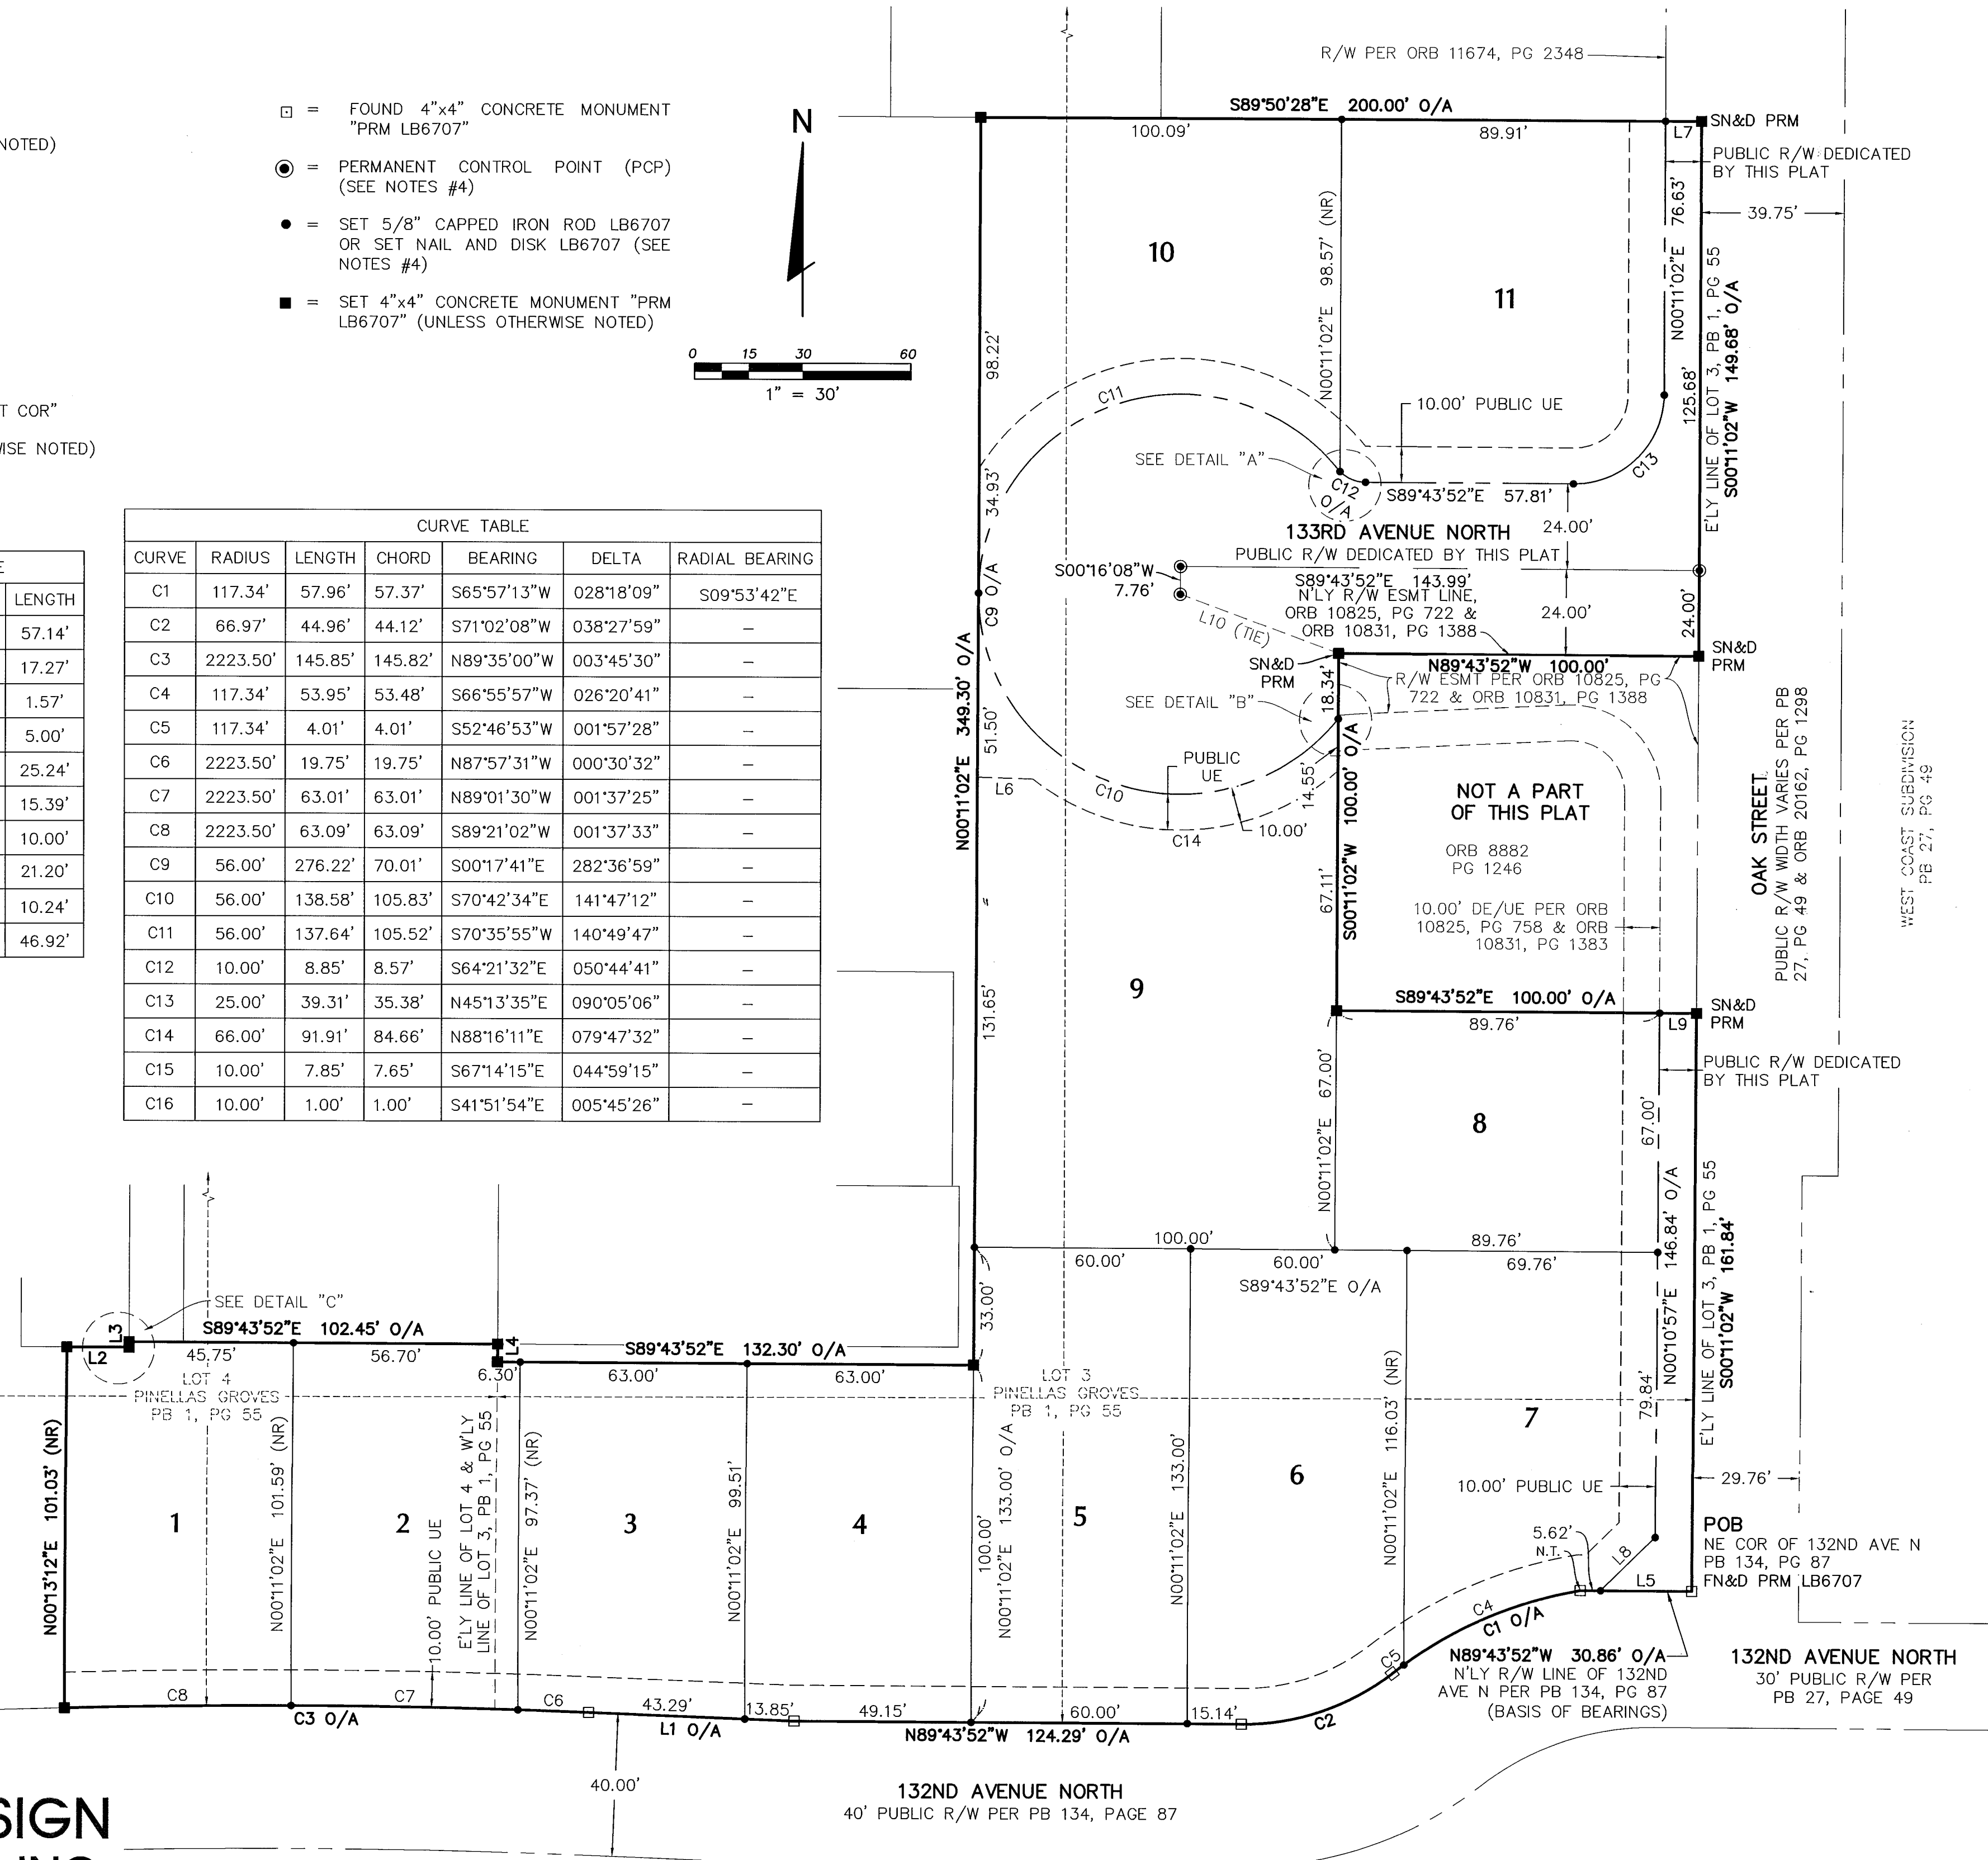 R/W PER ORB 11674, PG 2348
NOTED)
= FOUND 4"x4" CONCRETE MONUMENT
"PRM LB6707"
= PERMANENT CONTROL POINT (PCP)
(SEE NOTES #4)
= SET 5/8" CAPPED IRON ROD LB6707
OR SET NAIL AND DISK LB6707 (SEE
NOTES #4)
= SET 4"x4" CONCRETE MONUMENT "PRM
LB6707" (UNLESS OTHERWISE NOTED)
N
0 15 30 60
1" = 30'
T COR"
WISE NOTED)
E
LENGTH
57.14'
17.27'
1.57'
5.00'
25.24'
15.39'
10.00'
21.20'
10.24'
46.92'
CURVE TABLE
CURVE RADIUS LENGTH CHORD BEARING DELTA RADIAL BEARING
C1 117.34' 57.96' 57.37' S65°57'13"W 028°18'09" S09°53'42"E
C2 66.97' 44.96' 44.12' S71°02'08"W 038°27'59" –
C3 2223.50' 145.85' 145.82' N89°35'00"W 003°45'30" –
C4 117.34' 53.95' 53.48' S66°55'57"W 026°20'41" –
C5 117.34' 4.01' 4.01' S52°46'53"W 001°57'28" –
C6 2223.50' 19.75' 19.75' N87°57'31"W 000°30'32" –
C7 2223.50' 63.01' 63.01' N89°01'30"W 001°37'25" –
C8 2223.50' 63.09' 63.09' S89°21'02"W 001°37'33" –
C9 56.00' 276.22' 70.01' S00°17'41"E 282°36'59" –
C10 56.00' 138.58' 105.83' S70°42'34"E 141°47'12" –
C11 56.00' 137.64' 105.52' S70°35'55"W 140°49'47" –
C12 10.00' 8.85' 8.57' S64°21'32"E 050°44'41" –
C13 25.00' 39.31' 35.38' N45°13'35"E 090°05'06" –
C14 66.00' 91.91' 84.66' N88°16'11"E 079°47'32" –
C15 10.00' 7.85' 7.65' S67°14'15"E 044°59'15" –
C16 10.00' 1.00' 1.00' S41°51'54"E 005°45'26" –
S89°50'28"E 200.00' O/A
100.09'
89.91'
L7
SN&D PRM
PUBLIC R/W DEDICATED
BY THIS PLAT
39.75'
N00°11'02"E 76.63'
125.68'
E'LY LINE OF LOT 3, PB 1, PG 55
S00°11'02"W 149.68' O/A
10
11
N00°11'02"E 98.57' (NR)
98.22'
34.93'
C9 O/A
51.50'
N00°11'02"E 349.30' O/A
131.65'
C11
10.00' PUBLIC UE
SEE DETAIL "A"
C12
O/A
C13
S89°43'52"E 57.81'
24.00'
133RD AVENUE NORTH
PUBLIC R/W DEDICATED BY THIS PLAT
S00°16'08"W
7.76'
S89°43'52"E 143.99'
N'LY R/W ESMT LINE,
ORB 10825, PG 722 &
ORB 10831, PG 1388
24.00'
24.00'
L10 (TIE)
SN&D
PRM
N89°43'52"W 100.00'
SN&D
PRM
R/W ESMT PER ORB 10825, PG
722 & ORB 10831, PG 1388
18.34'
SEE DETAIL "B"
PUBLIC
UE
L6
C10
C14
10.00'
14.55'
S00°11'02"W 100.00' O/A
67.11'
NOT A PART
OF THIS PLAT
ORB 8882
PG 1246
10.00' DE/UE PER ORB
10825, PG 758 & ORB
10831, PG 1383
OAK STREET
PUBLIC R/W WIDTH VARIES PER PB
27, PG 49 & ORB 20162, PG 1298
WEST COAST SUBDIVISION
PB 27, PG 49
9
S89°43'52"E 100.00' O/A
89.76'
L9
SN&D
PRM
PUBLIC R/W DEDICATED
BY THIS PLAT
N00°11'02"E 67.00'
8
67.00'
N00°10'57"E 146.84' O/A
E'LY LINE OF LOT 3, PB 1, PG 55
S00°11'02"W 161.84'
100.00'
60.00'
60.00'
89.76'
69.76'
S89°43'52"E O/A
33.00'
SEE DETAIL "C"
L3
L2
S89°43'52"E 102.45' O/A
45.75'
56.70'
L4
6.30'
S89°43'52"E 132.30' O/A
63.00'
63.00'
LOT 4
PINELLAS GROVES
PB 1, PG 55
LOT 3
PINELLAS GROVES
PB 1, PG 55
N00°13'12"E 101.03' (NR)
1
N00°11'02"E 101.59' (NR)
2
10.00' PUBLIC UE
E'LY LINE OF LOT 4 & W'LY
LINE OF LOT 3, PB 1, PG 55
N00°11'02"E 97.37' (NR)
3
N00°11'02"E 99.51'
4
100.00'
N00°11'02"E 133.00' O/A
5
N00°11'02"E 133.00'
6
N00°11'02"E 116.03' (NR)
7
79.84'
10.00' PUBLIC UE
29.76'
5.62'
N.T.
L8
L5
POB
NE COR OF 132ND AVE N
PB 134, PG 87
FN&D PRM LB6707
C4
C1 O/A
C5
C2
N89°43'52"W 30.86' O/A
N'LY R/W LINE OF 132ND
AVE N PER PB 134, PG 87
(BASIS OF BEARINGS)
132ND AVENUE NORTH
30' PUBLIC R/W PER
PB 27, PAGE 49
C8
C3 O/A
C7
C6
43.29'
L1 O/A
13.85'
49.15'
60.00'
15.14'
N89°43'52"W 124.29' O/A
40.00'
132ND AVENUE NORTH
40' PUBLIC R/W PER PB 134, PAGE 87
SIGN
INC